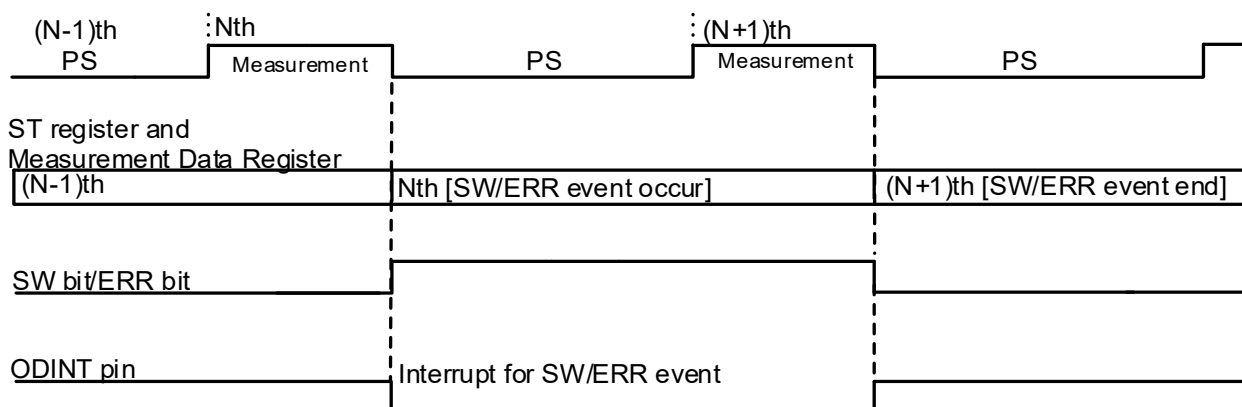 (N-1)th Nth (N+1)th
PS Measurement PS Measurement PS
ST register and
Measurement Data Register
(N-1)th Nth [SW/ERR event occur] (N+1)th [SW/ERR event end]
SW bit/ERR bit
ODINT pin Interrupt for SW/ERR event